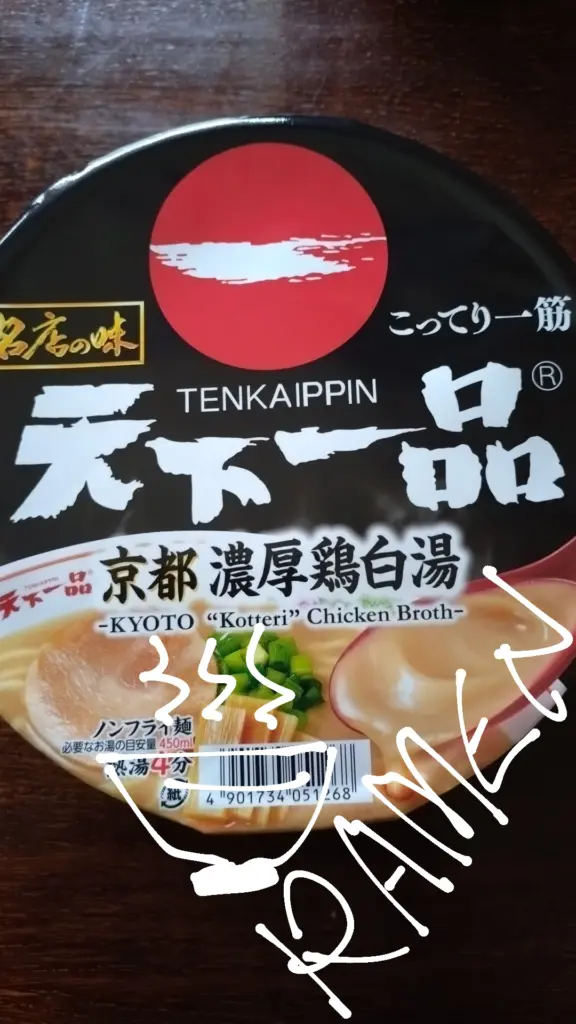 名店の味
こってり一筋
TENKAIPPIN
天下一品®
TENKAIPPIN
天下一品®
京都 濃厚鶏白湯
-KYOTO “Kotteri” Chicken Broth-
ノンフライ麺
必要なお湯の目安量 450ml
熱湯4分
紙
4 901734 051268
RAMEN